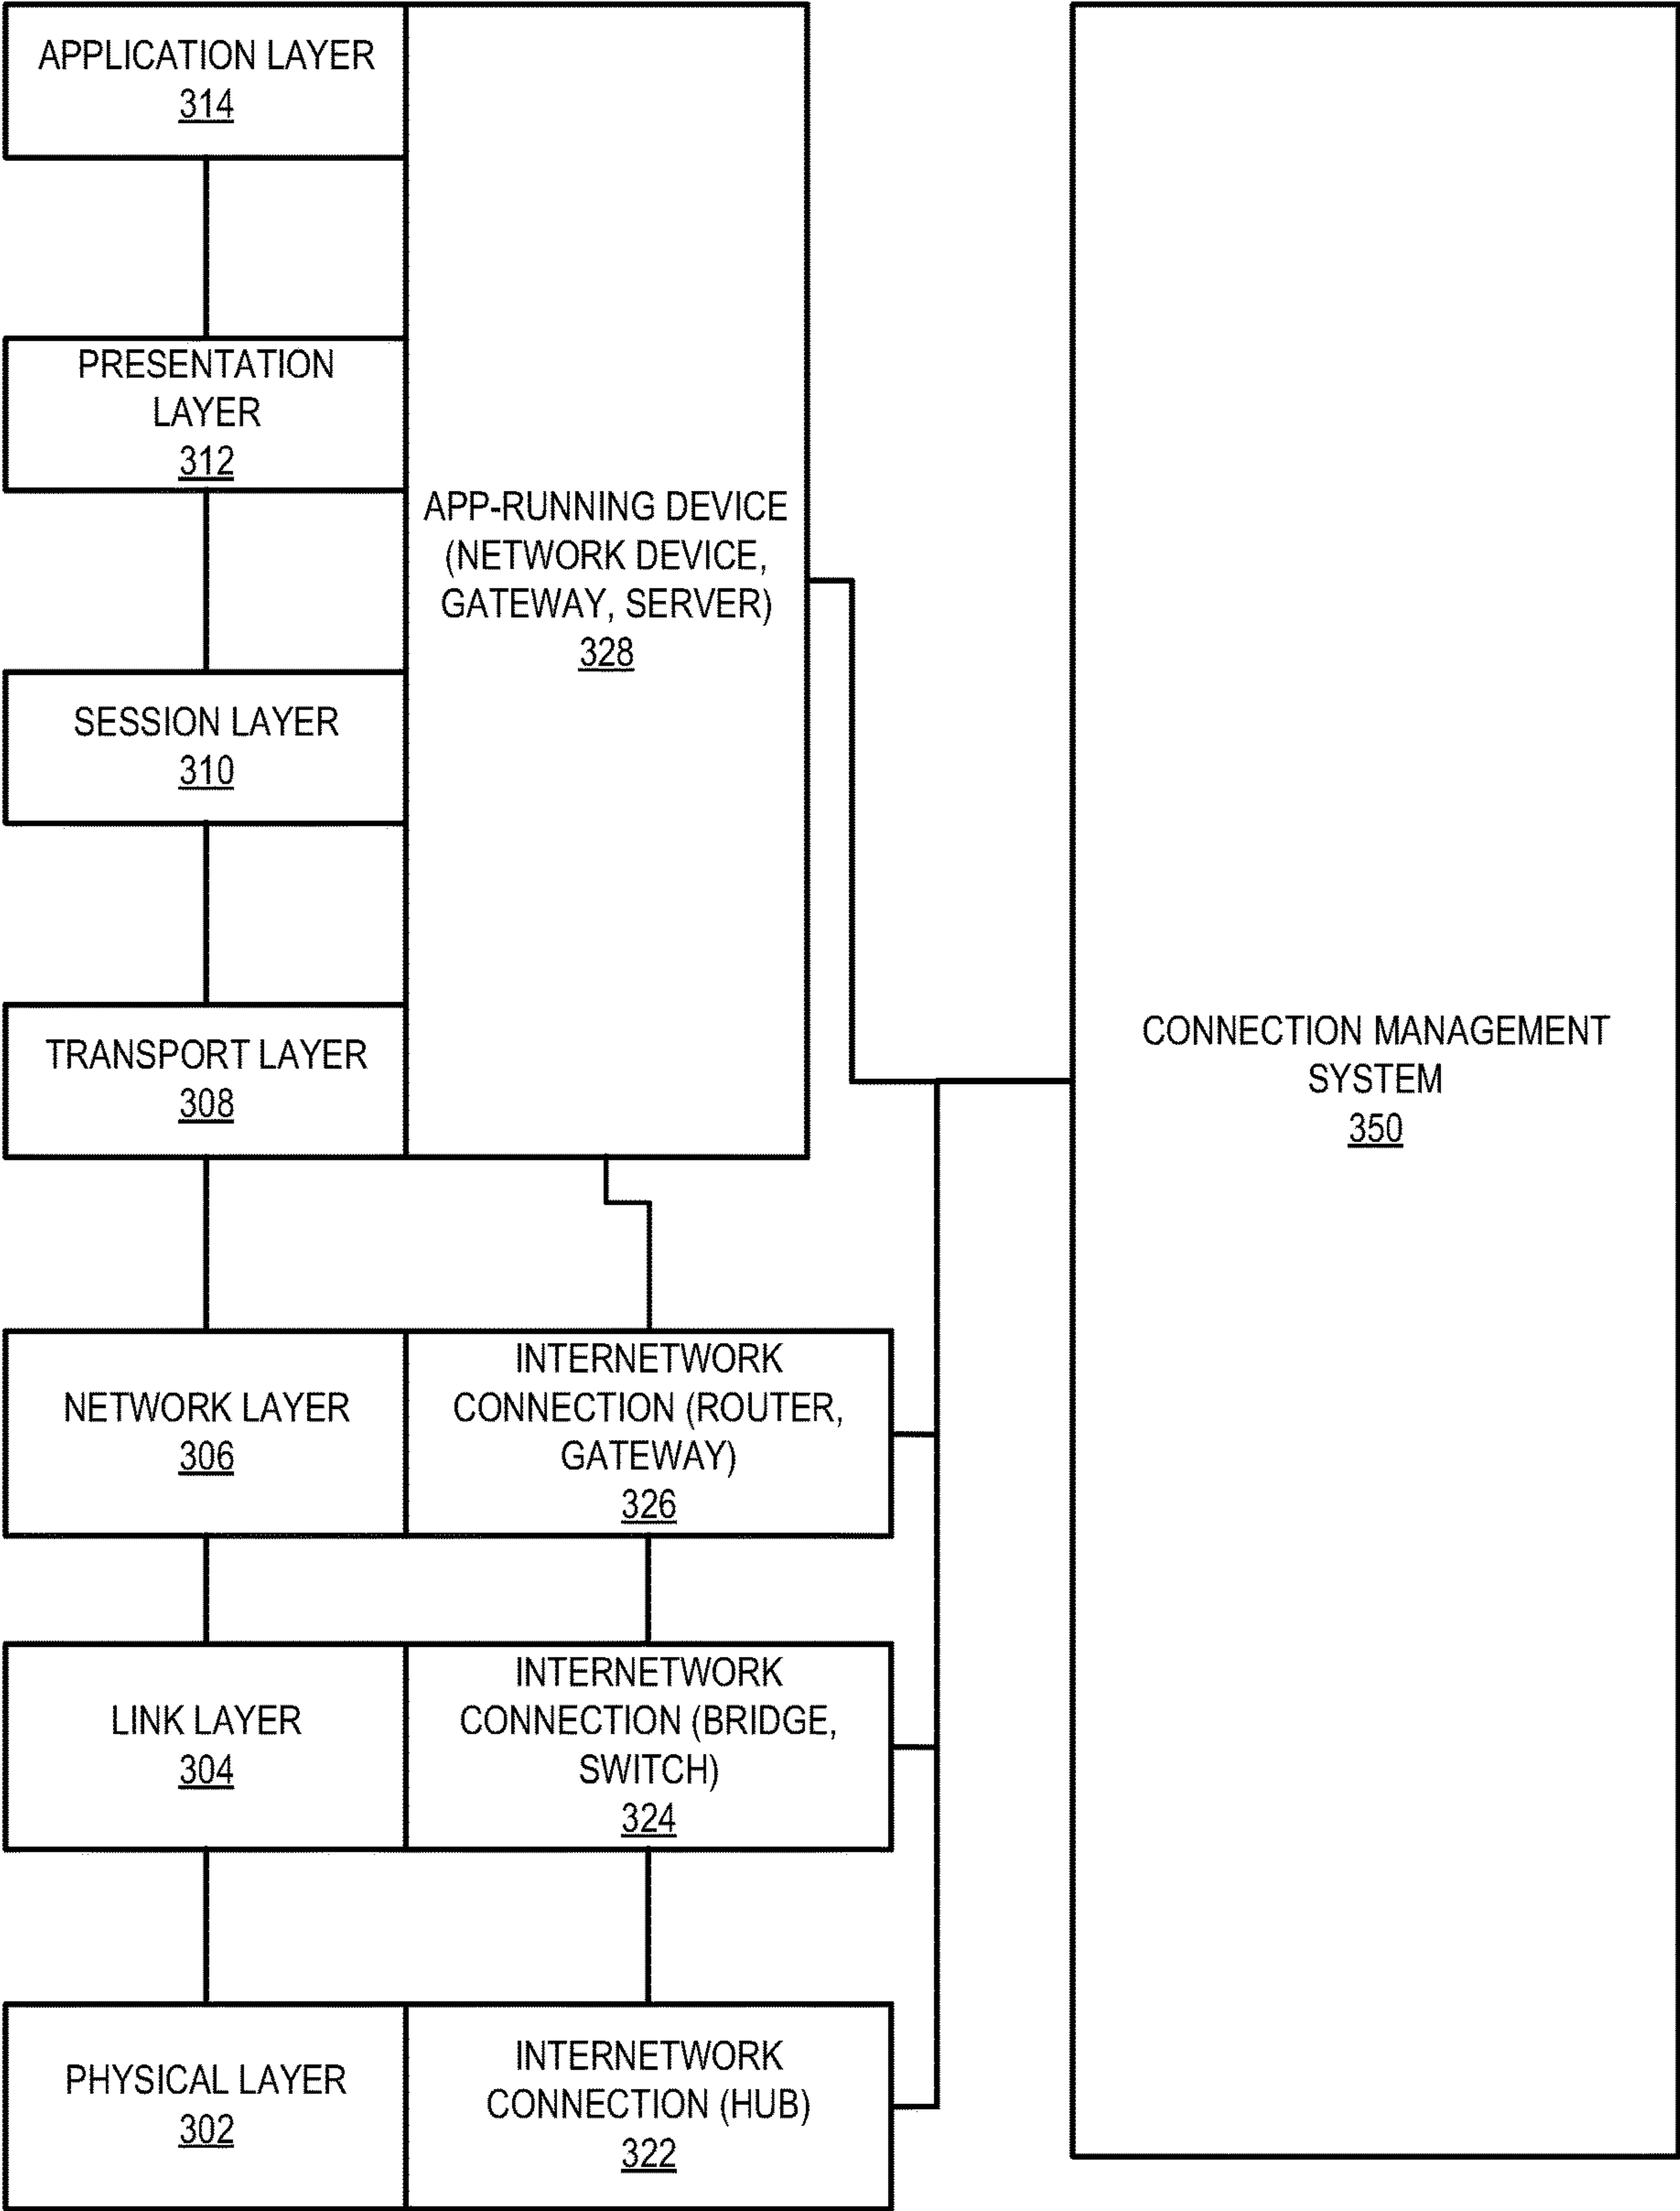 APPLICATION LAYER
314
PRESENTATION
LAYER
312
APP-RUNNING DEVICE
(NETWORK DEVICE,
GATEWAY, SERVER)
328
SESSION LAYER
310
TRANSPORT LAYER
308
CONNECTION MANAGEMENT
SYSTEM
350
NETWORK LAYER
306
INTERNETWORK
CONNECTION (ROUTER,
GATEWAY)
326
LINK LAYER
304
INTERNETWORK
CONNECTION (BRIDGE,
SWITCH)
324
PHYSICAL LAYER
302
INTERNETWORK
CONNECTION (HUB)
322